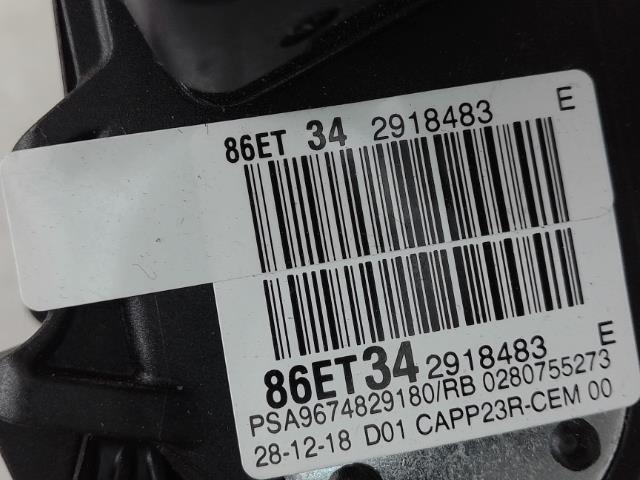 86ET 34 2918483 E
86ET34 2918483 E
PSA9674829180/RB 0280755273
28-12-18 D01 CAPP23R-CEM 00